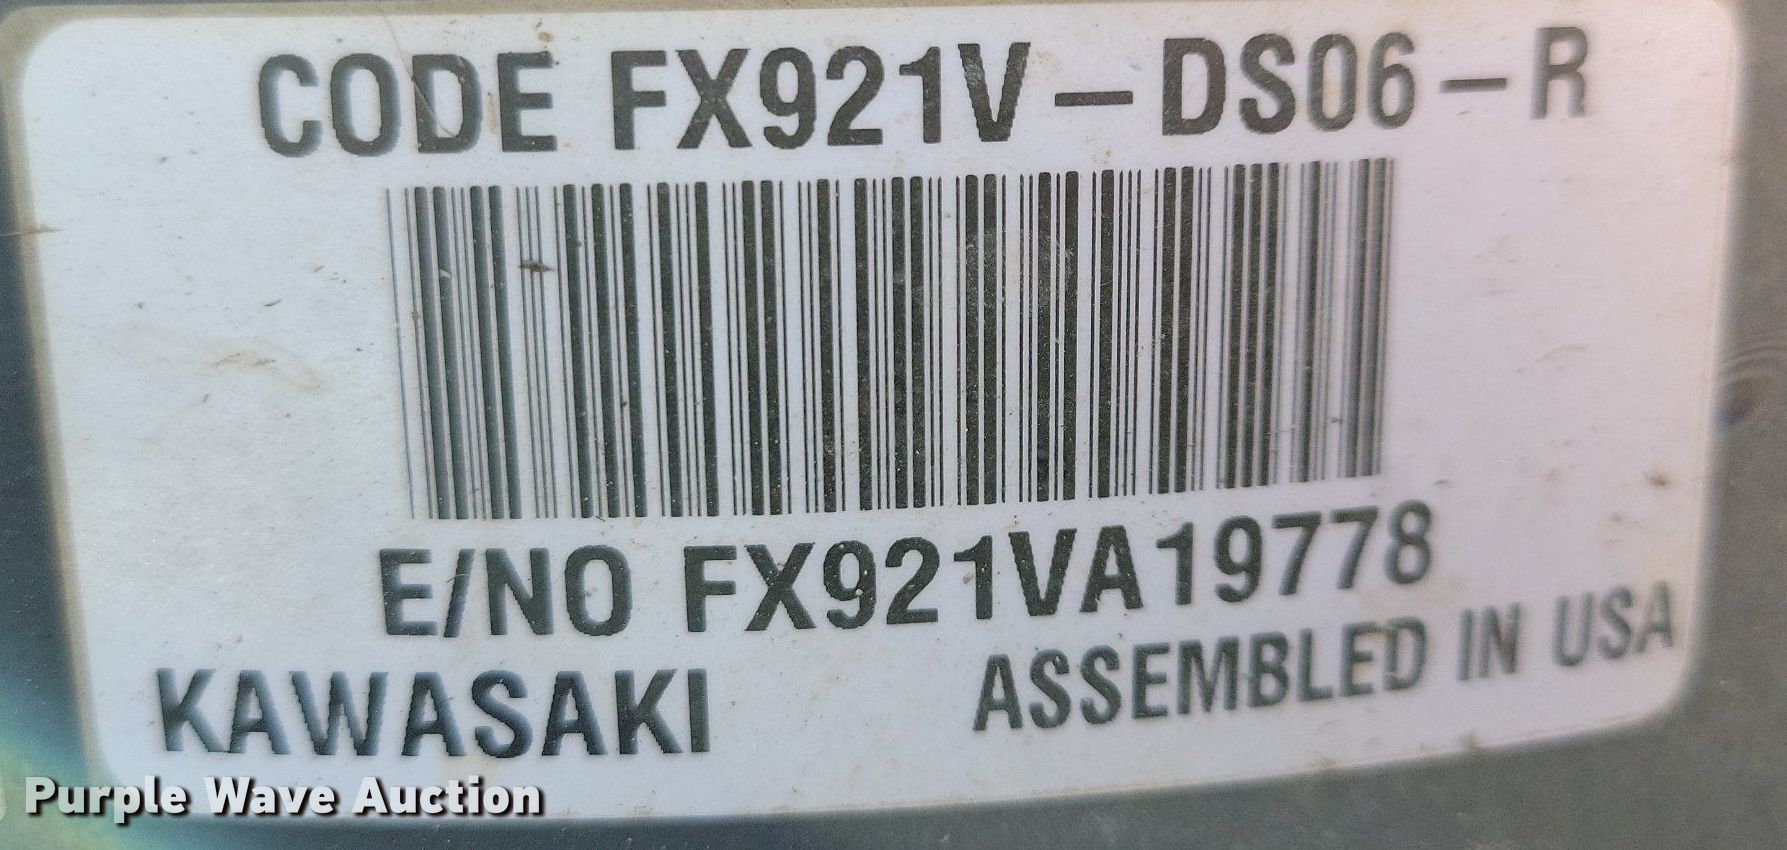 CODE FX921V-DS06-R
E/NO FX921VA19778
KAWASAKI ASSEMBLED IN USA
Purple Wave Auction